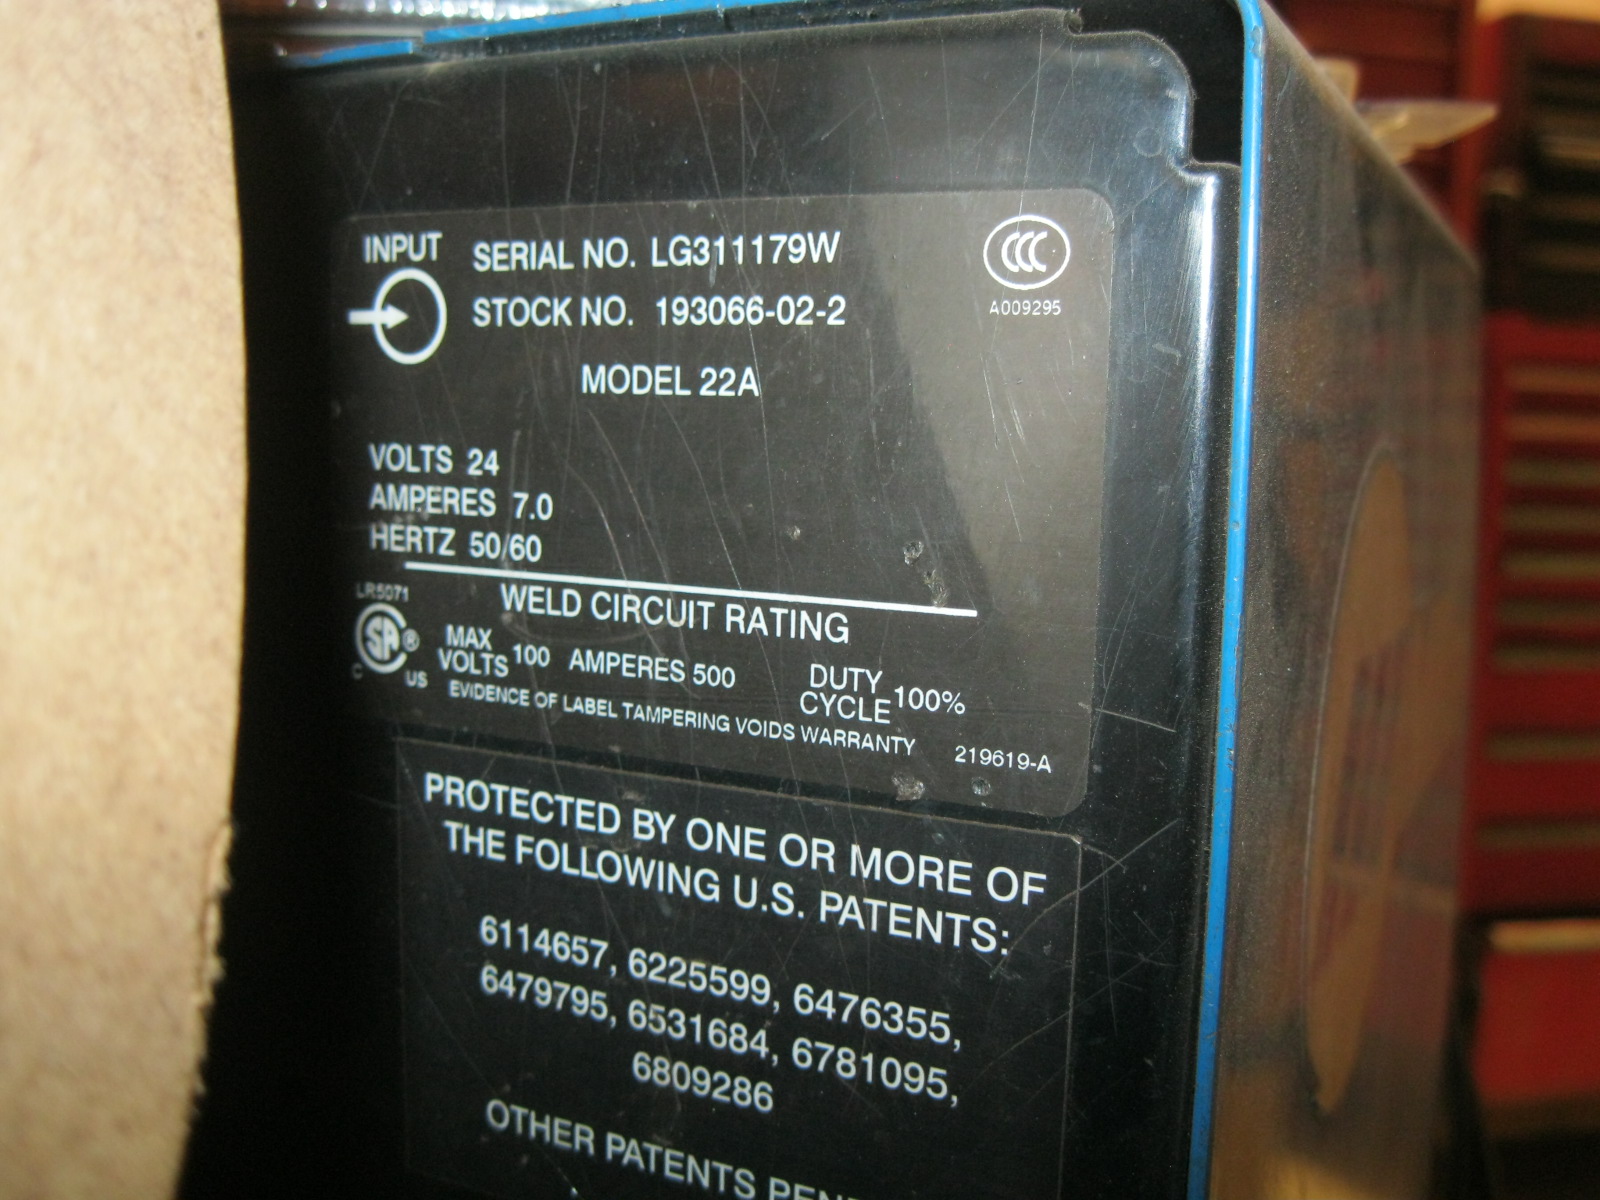 INPUT
SERIAL NO. LG311179W
STOCK NO. 193066-02-2
CCC
A009295
MODEL 22A
VOLTS 24
AMPERES 7.0
HERTZ 50/60
WELD CIRCUIT RATING
LR5071
SA ®
C US
MAX VOLTS 100 AMPERES 500 DUTY CYCLE 100%
EVIDENCE OF LABEL TAMPERING VOIDS WARRANTY
219619-A
PROTECTED BY ONE OR MORE OF
THE FOLLOWING U.S. PATENTS:
6114657, 6225599, 6476355,
6479795, 6531684, 6781095,
6809286
OTHER PATENTS